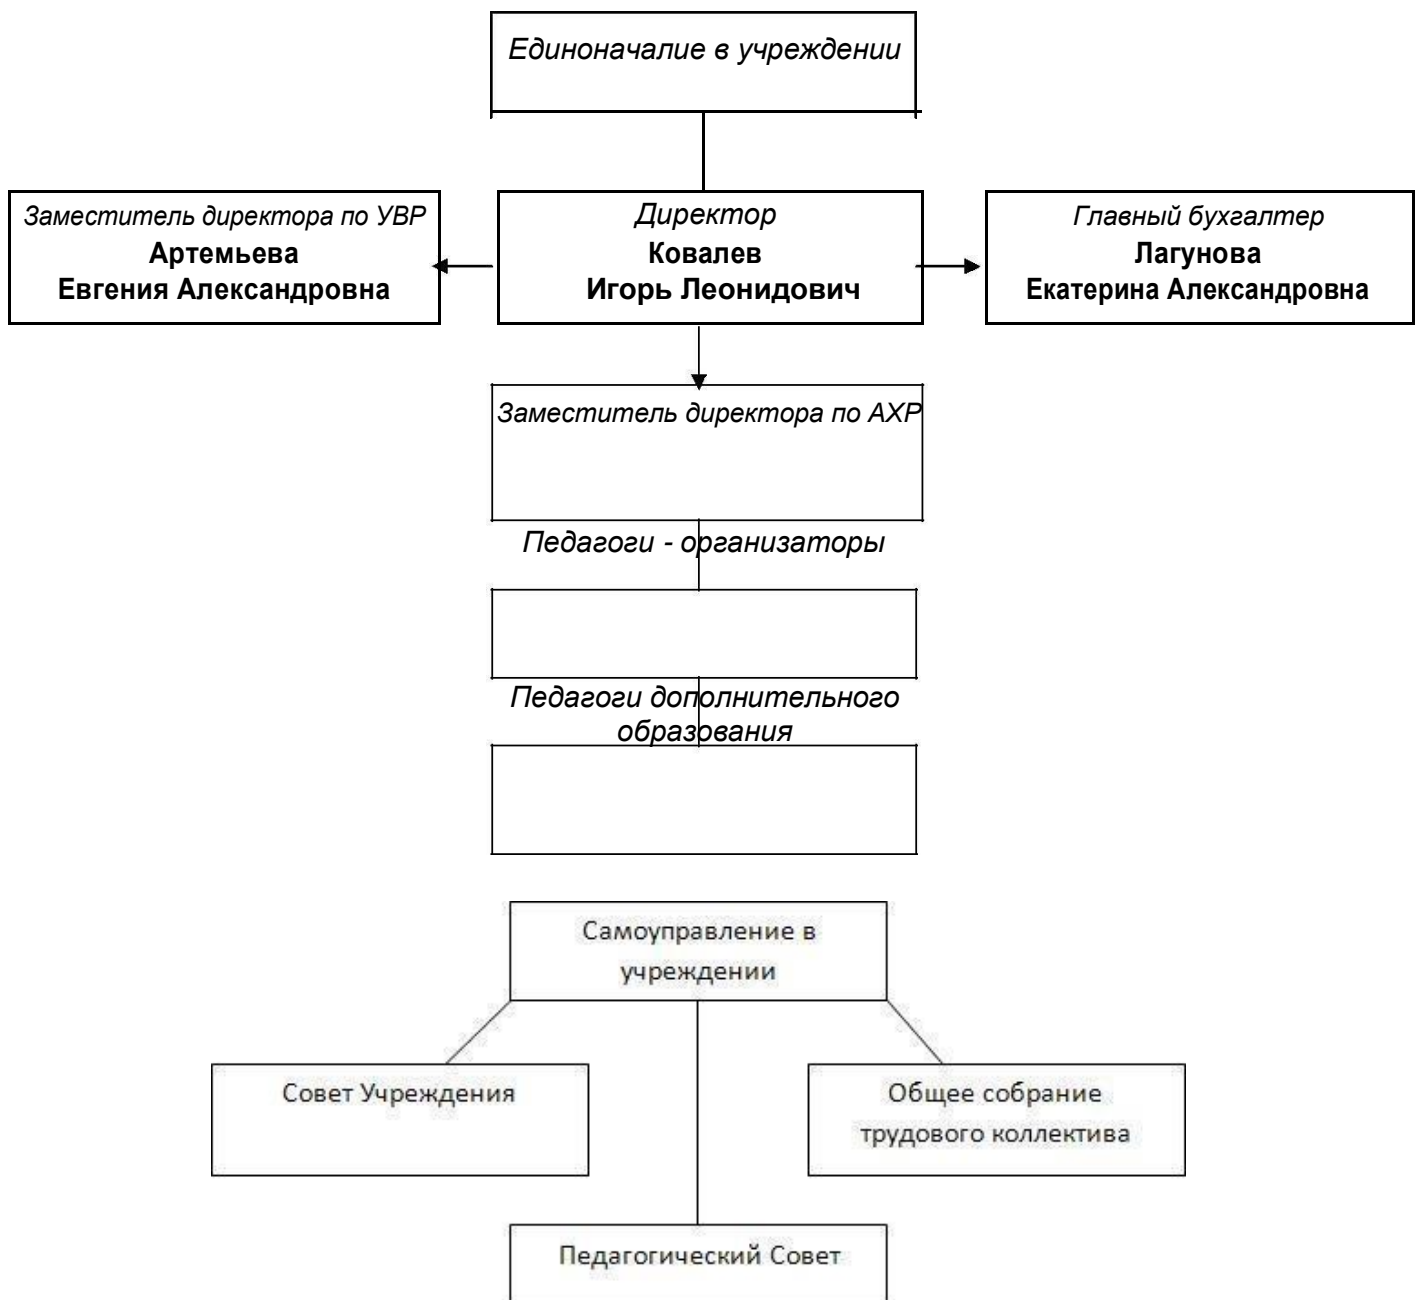 Единоначалие в учреждении
Заместитель директора по УВР
Артемьева
Евгения Александровна
Директор
Ковалев
Игорь Леонидович
Главный бухгалтер
Лагунова
Екатерина Александровна
Заместитель директора по АХР
Педагоги - организаторы
Педагоги дополнительного
образования
Самоуправление в
учреждении
Совет Учреждения
Общее собрание
трудового коллектива
Педагогический Совет